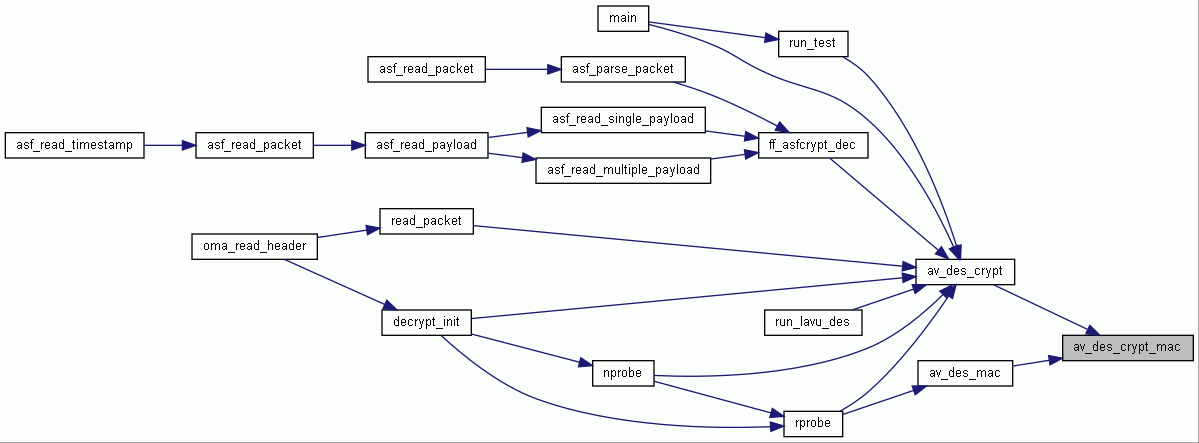 main
run_test
asf_read_packet
asf_parse_packet
asf_read_single_payload
asf_read_timestamp
asf_read_packet
asf_read_payload
ff_asfcrypt_dec
asf_read_multiple_payload
read_packet
oma_read_header
av_des_crypt
decrypt_init
run_lavu_des
av_des_crypt_mac
nprobe
av_des_mac
rprobe